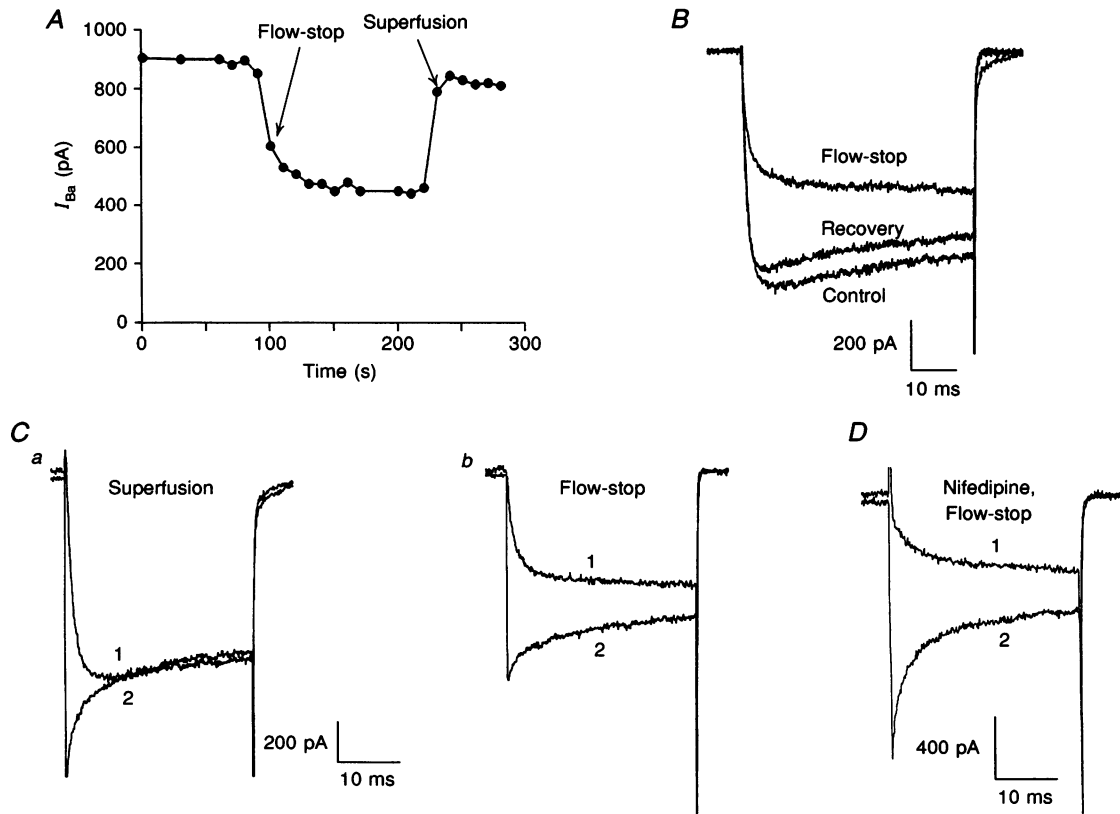 A
1000
800
600
400
200
0
I_Ba (pA)
0
100
200
300
Time (s)
Flow-stop
Superfusion
B
Flow-stop
Recovery
Control
200 pA
10 ms
C
a
Superfusion
1
2
200 pA
10 ms
b
Flow-stop
1
2
D
Nifedipine,
Flow-stop
1
2
400 pA
10 ms